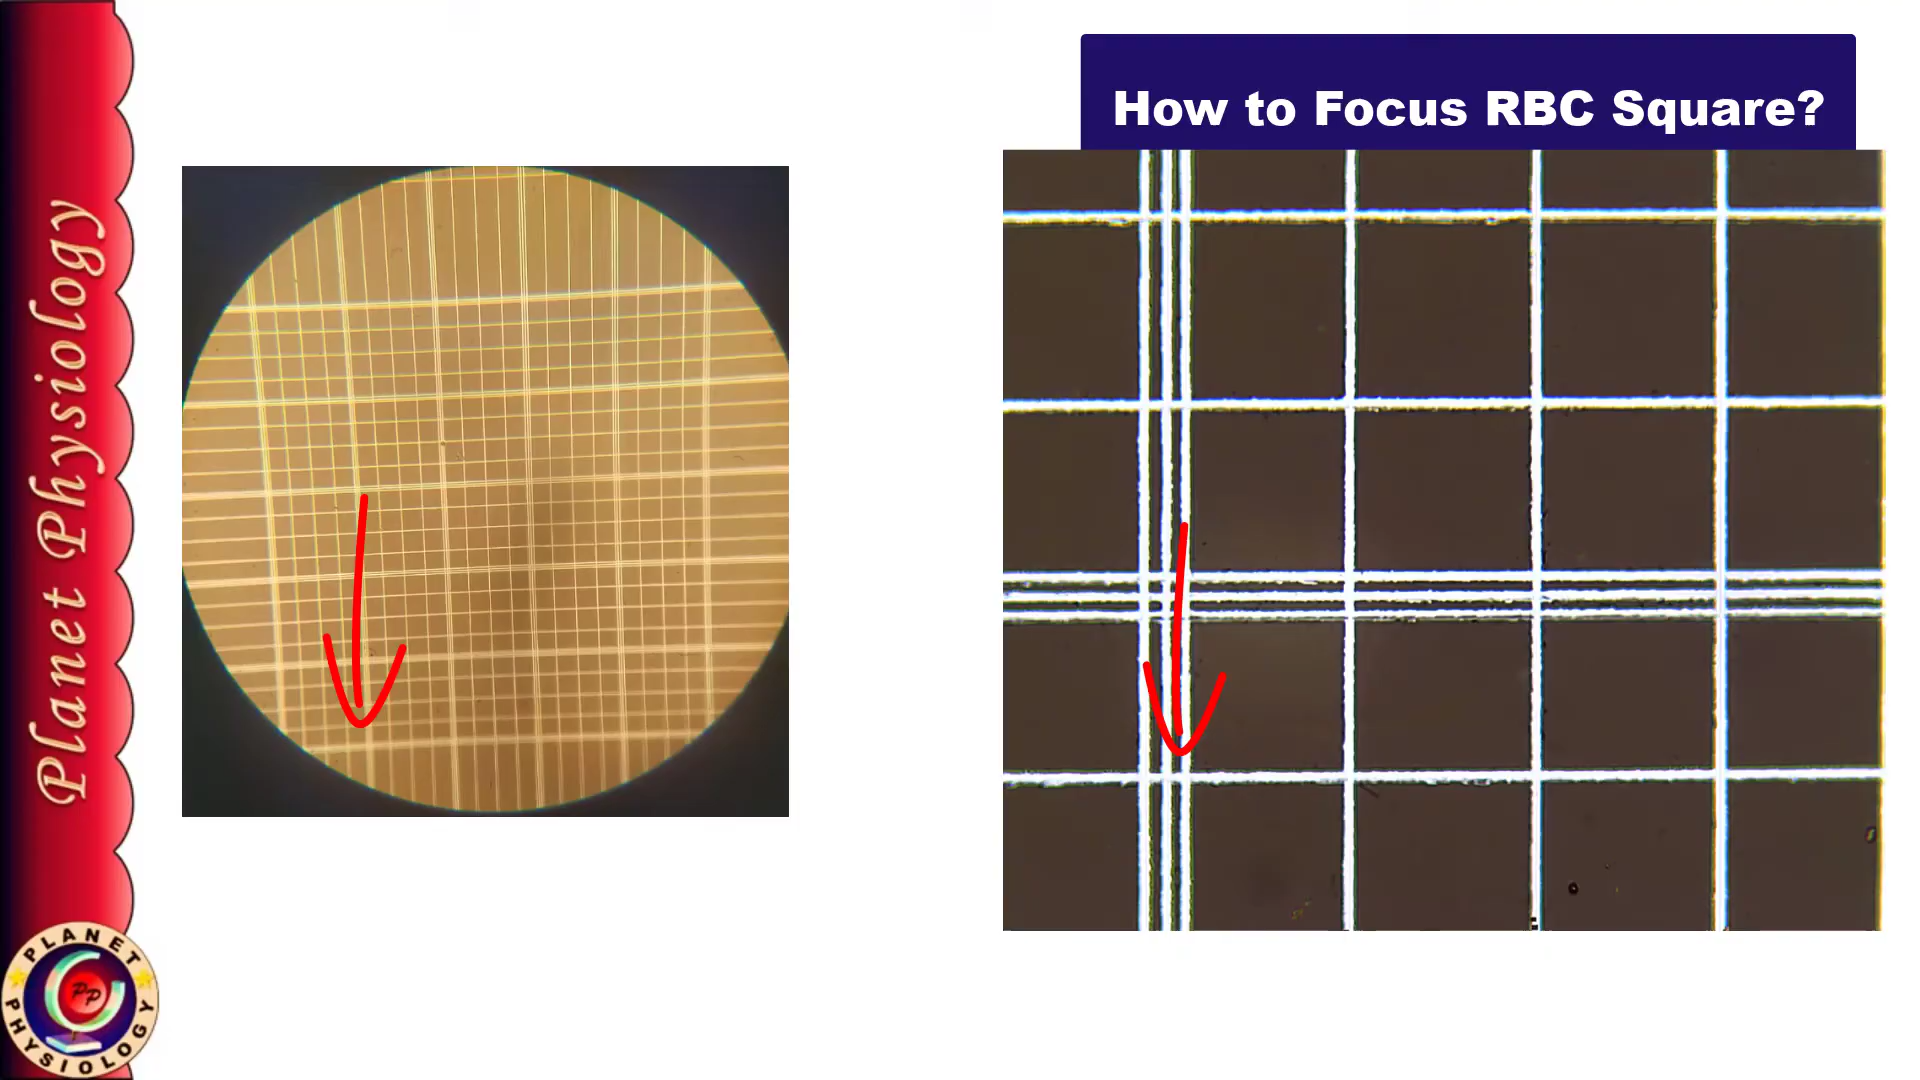 How to Focus RBC Square?
Planet Physiology
PLANET
PP
PHYSIOLOGY